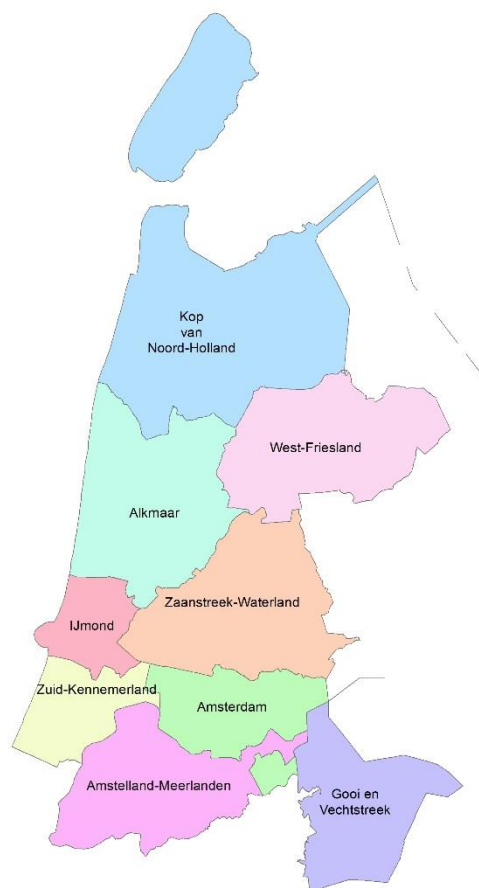 Kop
van
Noord-Holland
West-Friesland
Alkmaar
Zaanstreek-Waterland
IJmond
Zuid-Kennemerland
Amsterdam
Amstelland-Meerlanden
Gooi en
Vechtstreek